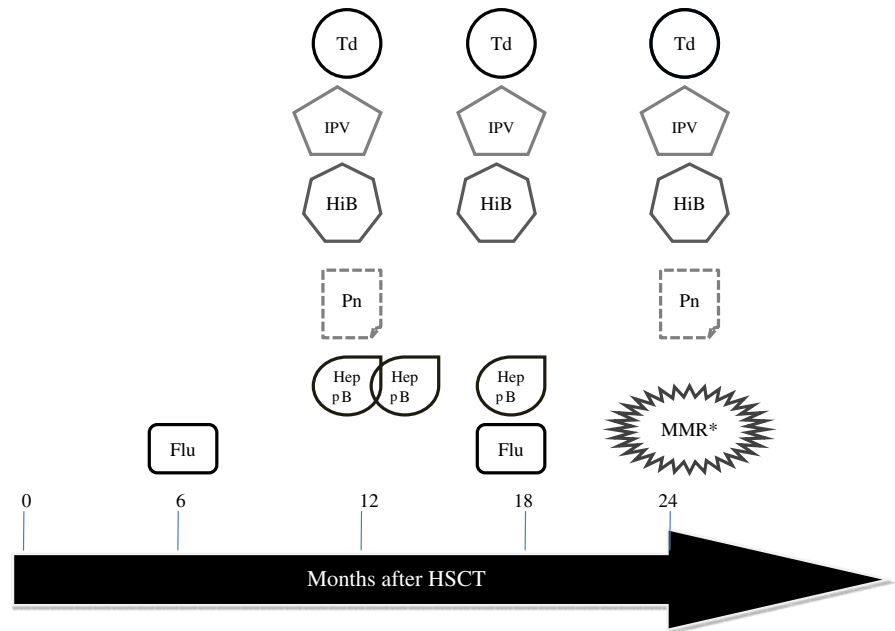 Td Td Td
IPV IPV IPV
HiB HiB HiB
Pn Pn
Hep Hep Hep
pB pB pB
MMR*
Flu Flu
0 6 12 18 24
Months after HSCT